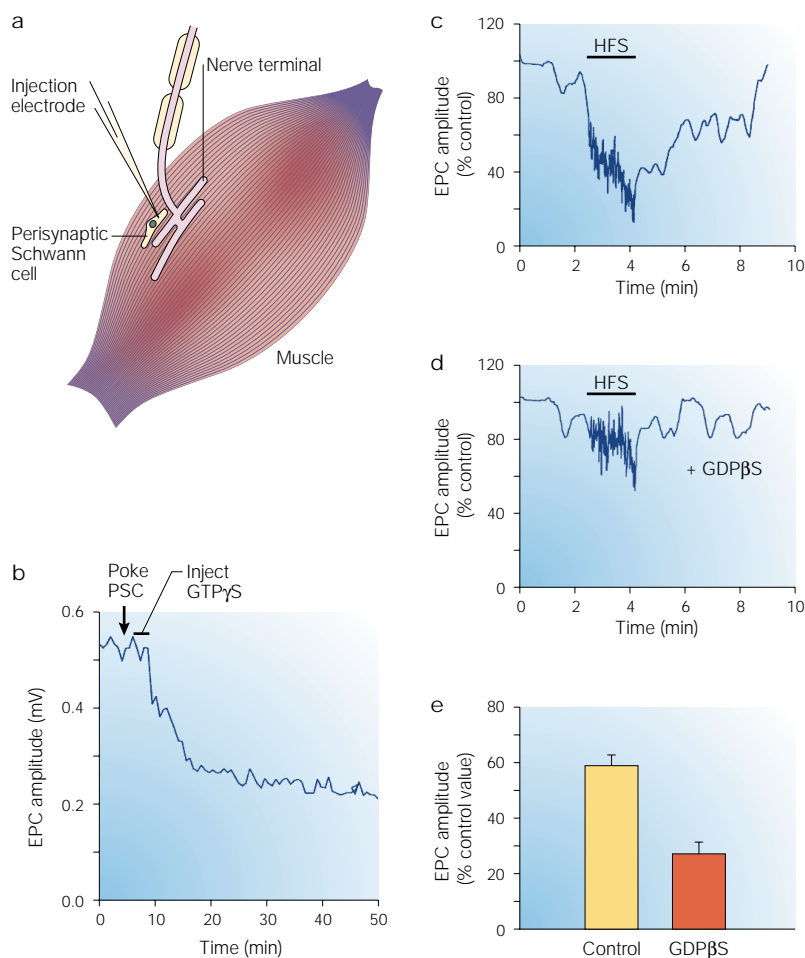 a
Injection
electrode
Nerve terminal
Perisynaptic
Schwann
cell
Muscle
b
Poke
PSC
Inject
GTPγS
EPC amplitude (mV)
0.6
0.4
0.2
0.0
0 10 20 30 40 50
Time (min)
c
EPC amplitude
(% control)
120
80
40
0
HFS
0 2 4 6 8 10
Time (min)
d
EPC amplitude
(% control)
120
80
40
0
HFS
+ GDPβS
0 2 4 6 8 10
Time (min)
e
EPC amplitude
(% control value)
80
60
40
20
0
Control GDPβS